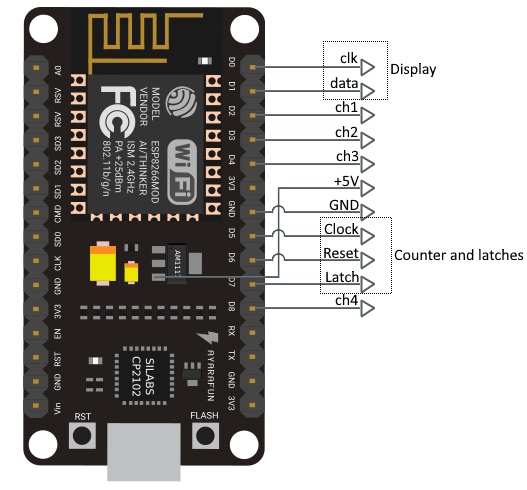 A0
RSV
RSV
SD3
SD2
SD1
CMD
SD0
CLK
GND
3V3
EN
RST
GND
Vin
D0
D1
D2
D3
D4
3V3
GND
D5
D6
D7
D8
RX
TX
GND
3V3
MODEL
VENDOR
ESP8266MOD
AI/THINKER
ISM 2.4GHz
PA +25dBm
802.11b/g/n
FC
WiFi
AM111
SILABS
CP2102
AYARAFUN
RST
FLASH
clk
data
Display
ch1
ch2
ch3
+5V
GND
Clock
Reset
Latch
Counter and latches
ch4